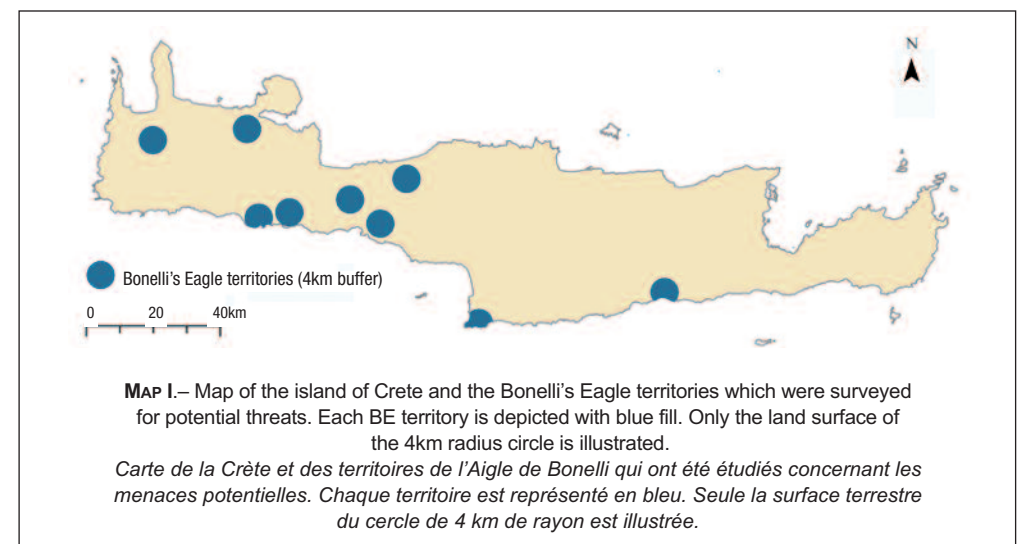 N
Bonelli's Eagle territories (4km buffer)
0 20 40km
MAP I.– Map of the island of Crete and the Bonelli's Eagle territories which were surveyed
for potential threats. Each BE territory is depicted with blue fill. Only the land surface of
the 4km radius circle is illustrated.
Carte de la Crète et des territoires de l'Aigle de Bonelli qui ont été étudiés concernant les
menaces potentielles. Chaque territoire est représenté en bleu. Seule la surface terrestre
du cercle de 4 km de rayon est illustrée.